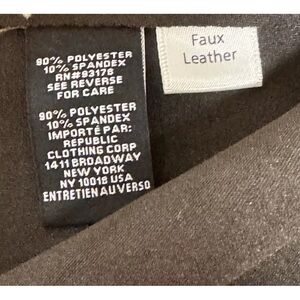 90% POLYESTER
10% SPANDEX
RN#93176
SEE REVERSE
FOR CARE
90% POLYESTER
10% SPANDEX
IMPORTÉ PAR:
REPUBLIC
CLOTHING CORP
1411 BROADWAY
NEW YORK
NY 10018 USA
ENTRETIEN AU VERSO
Faux
Leather